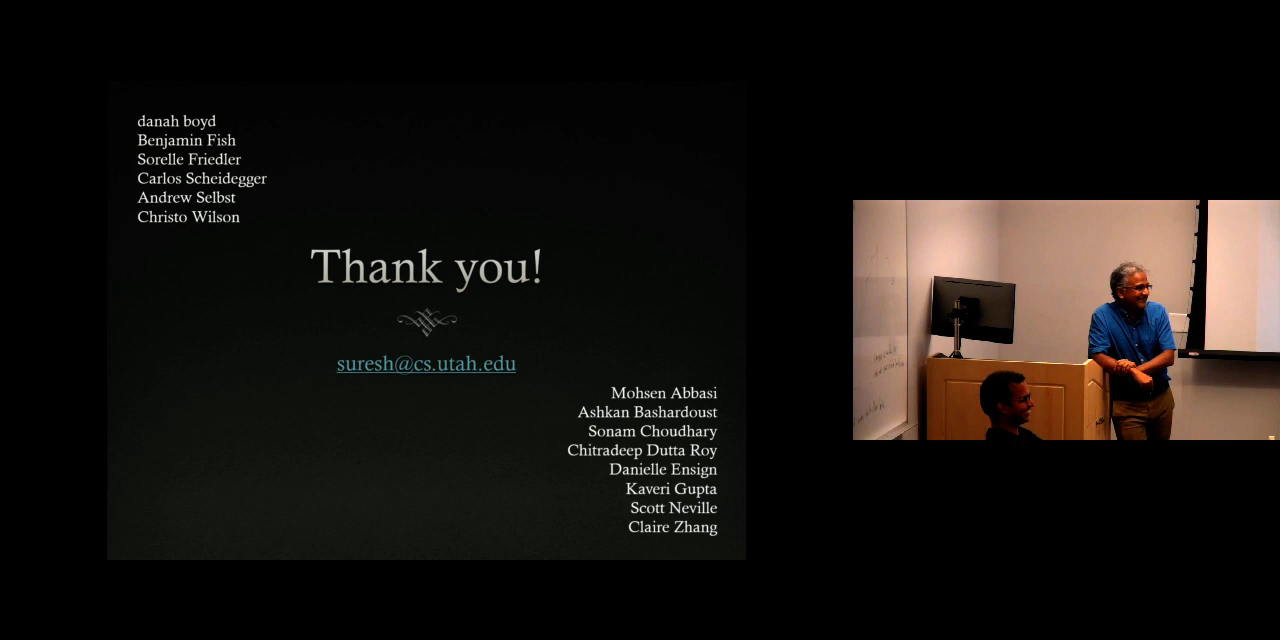 danah boyd
Benjamin Fish
Sorelle Friedler
Carlos Scheidegger
Andrew Selbst
Christo Wilson
Thank you!
suresh@cs.utah.edu
Mohsen Abbasi
Ashkan Bashardoust
Sonam Choudhary
Chitradeep Dutta Roy
Danielle Ensign
Kaveri Gupta
Scott Neville
Claire Zhang